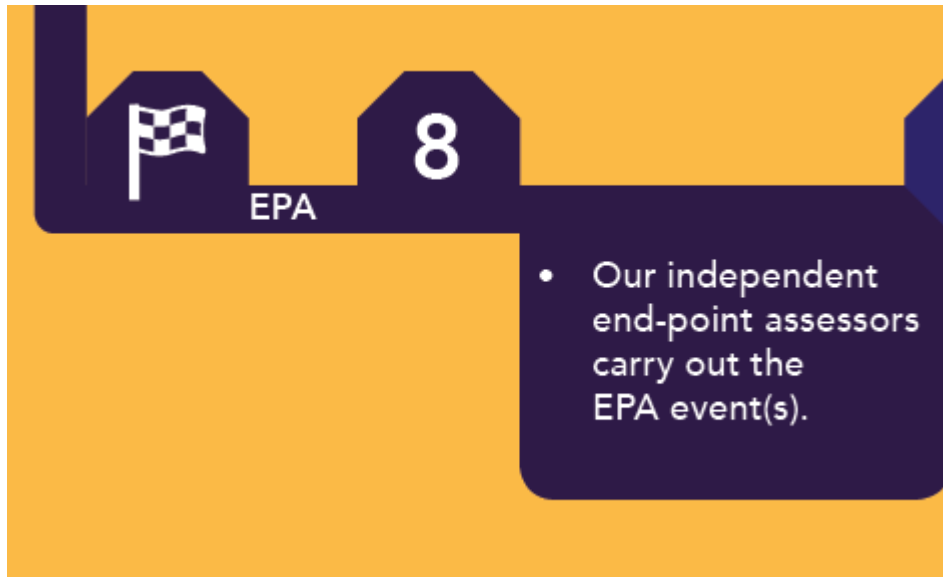 8
EPA
• Our independent
end-point assessors
carry out the
EPA event(s).